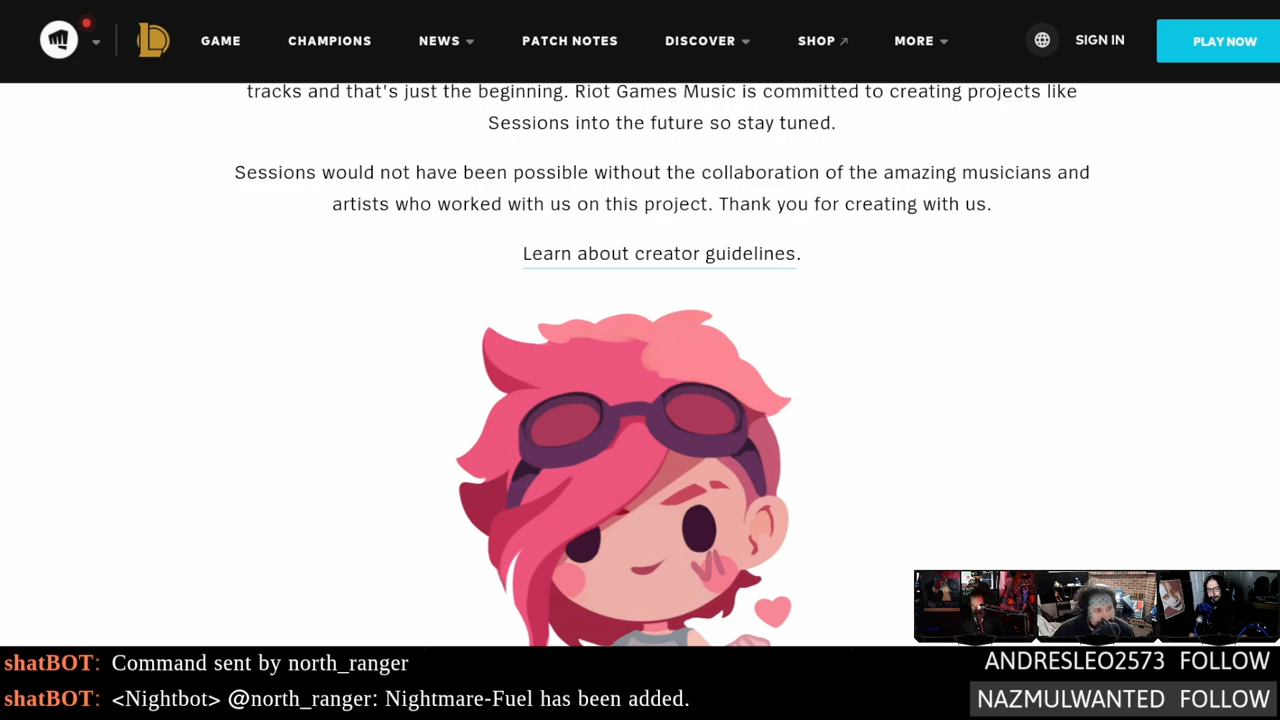 GAME
CHAMPIONS
NEWS
PATCH NOTES
DISCOVER
SHOP
MORE
SIGN IN
PLAY NOW
tracks and that's just the beginning. Riot Games Music is committed to creating projects like
Sessions into the future so stay tuned.
Sessions would not have been possible without the collaboration of the amazing musicians and
artists who worked with us on this project. Thank you for creating with us.
Learn about creator guidelines.
VI
shatBOT: Command sent by north_ranger
shatBOT: <Nightbot> @north_ranger: Nightmare-Fuel has been added.
ANDRESLEO2573 FOLLOW
NAZMULWANTED FOLLOW